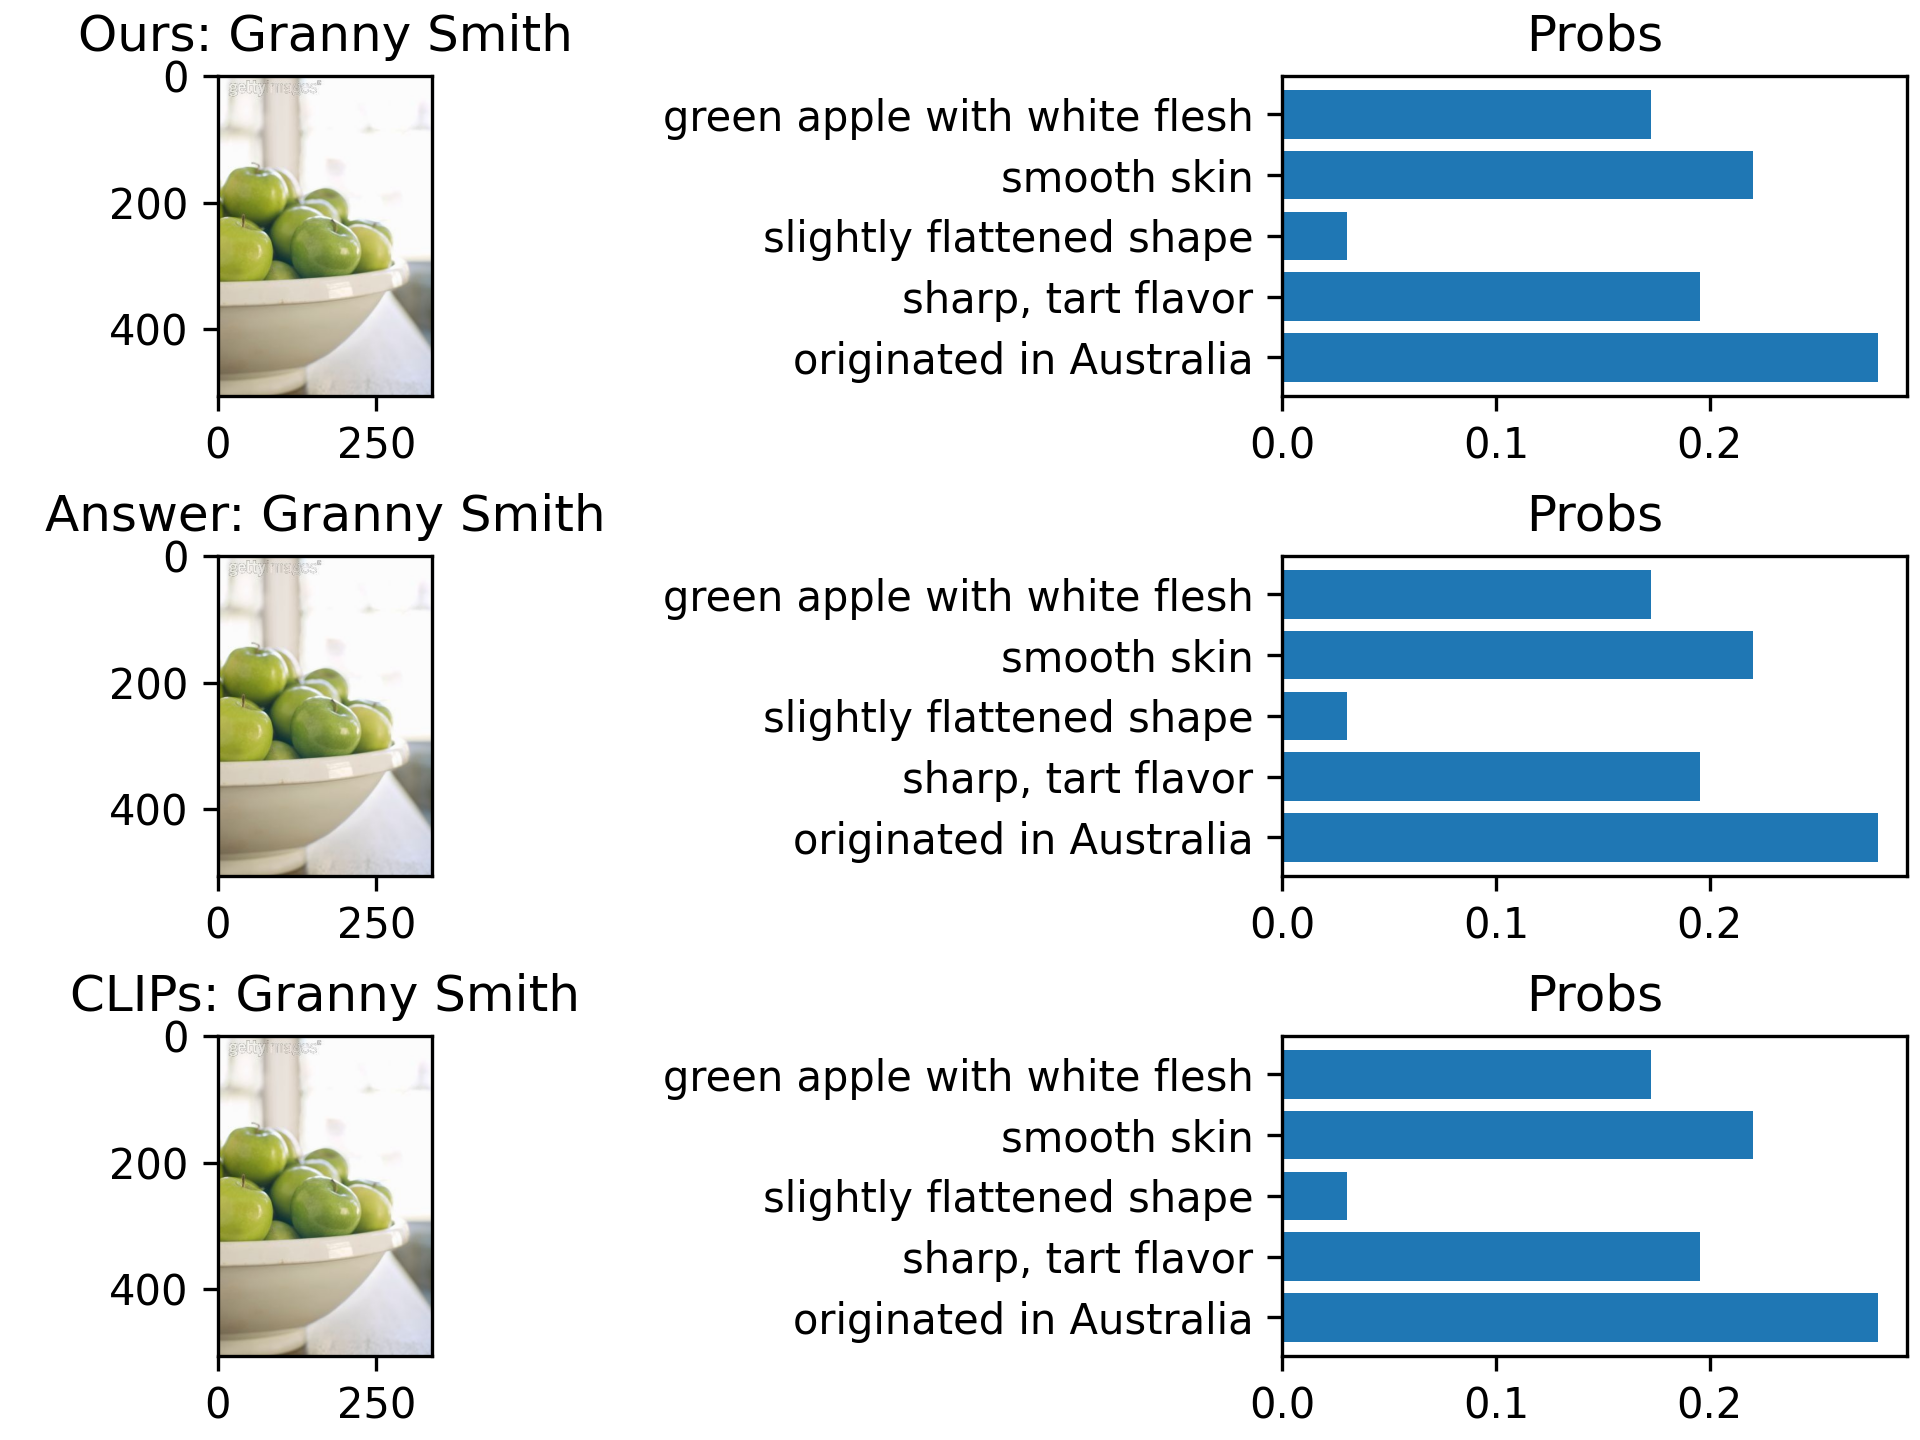 Ours: Granny Smith
Probs
0
200
400
0
250
gettyimages
green apple with white flesh
smooth skin
slightly flattened shape
sharp, tart flavor
originated in Australia
0.0
0.1
0.2
Answer: Granny Smith
Probs
0
200
400
0
250
gettyimages
green apple with white flesh
smooth skin
slightly flattened shape
sharp, tart flavor
originated in Australia
0.0
0.1
0.2
CLIPs: Granny Smith
Probs
0
200
400
0
250
gettyimages
green apple with white flesh
smooth skin
slightly flattened shape
sharp, tart flavor
originated in Australia
0.0
0.1
0.2